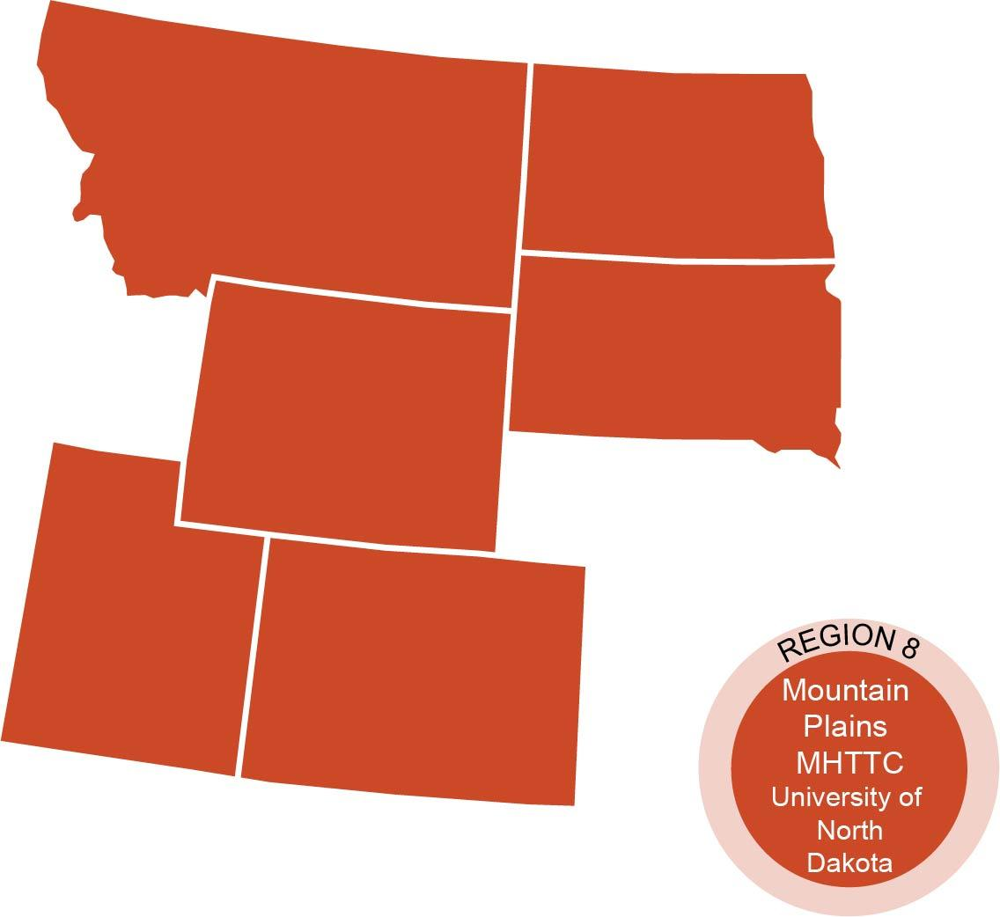 REGION 8
Mountain
Plains
MHTTC
University of
North
Dakota